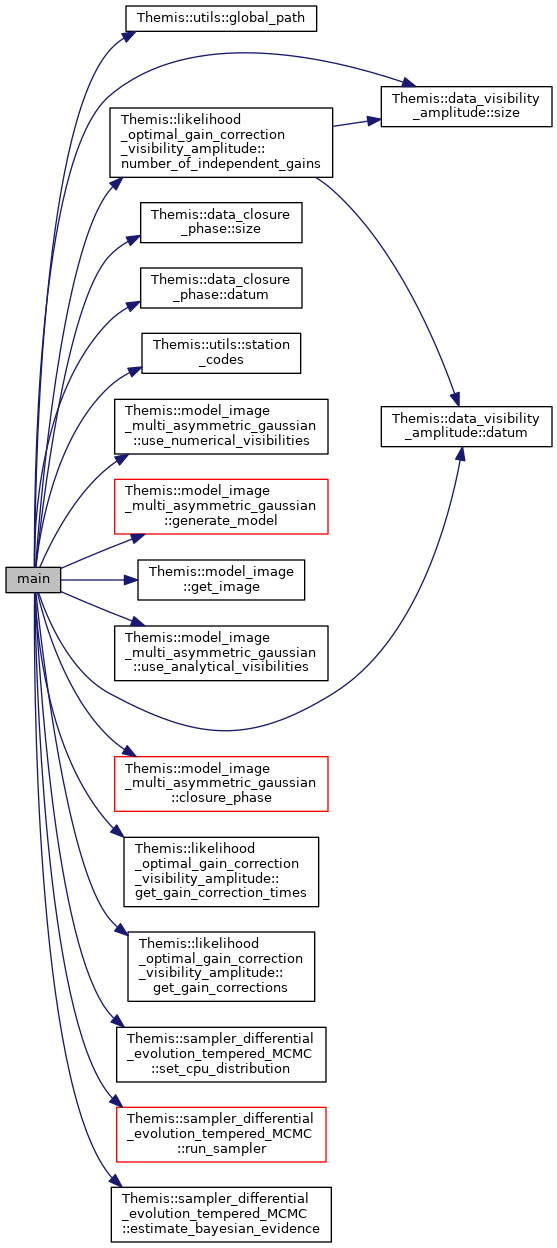 Themis::utils::global_path
Themis::data_visibility
_amplitude::size
Themis::likelihood
_optimal_gain_correction
_visibility_amplitude::
number_of_independent_gains
Themis::data_closure
_phase::size
Themis::data_closure
_phase::datum
Themis::utils::station
_codes
Themis::model_image
_multi_asymmetric_gaussian
::use_numerical_visibilities
Themis::data_visibility
_amplitude::datum
Themis::model_image
_multi_asymmetric_gaussian
::generate_model
main
Themis::model_image
::get_image
Themis::model_image
_multi_asymmetric_gaussian
::use_analytical_visibilities
Themis::model_image
_multi_asymmetric_gaussian
::closure_phase
Themis::likelihood
_optimal_gain_correction
_visibility_amplitude::
get_gain_correction_times
Themis::likelihood
_optimal_gain_correction
_visibility_amplitude::
get_gain_corrections
Themis::sampler_differential
_evolution_tempered_MCMC
::set_cpu_distribution
Themis::sampler_differential
_evolution_tempered_MCMC
::run_sampler
Themis::sampler_differential
_evolution_tempered_MCMC
::estimate_bayesian_evidence